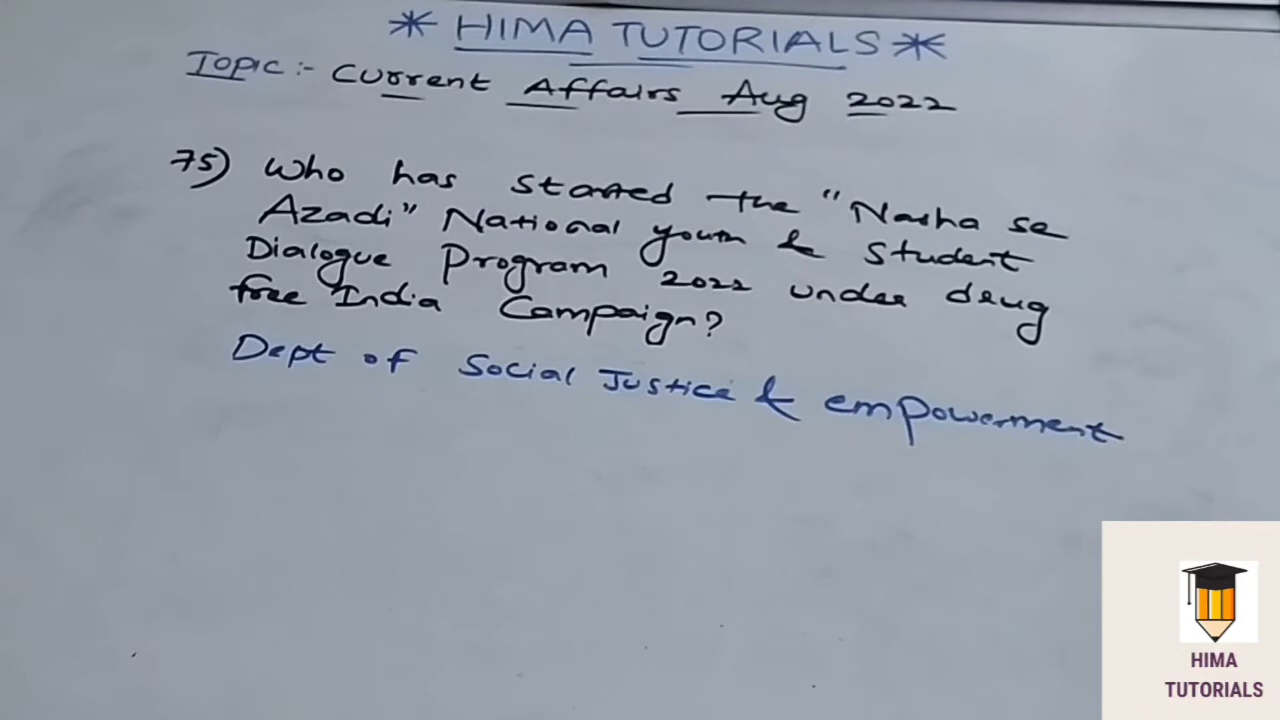 * HIMA TUTORIALS *
Topic:- Current Affairs Aug 2022
75) Who has started the "Nasha se
Azadi" National youth & Student
Dialogue Program 2022 under drug
free India Campaign?
Dept of Social Justice & empowerment
HIMA
TUTORIALS